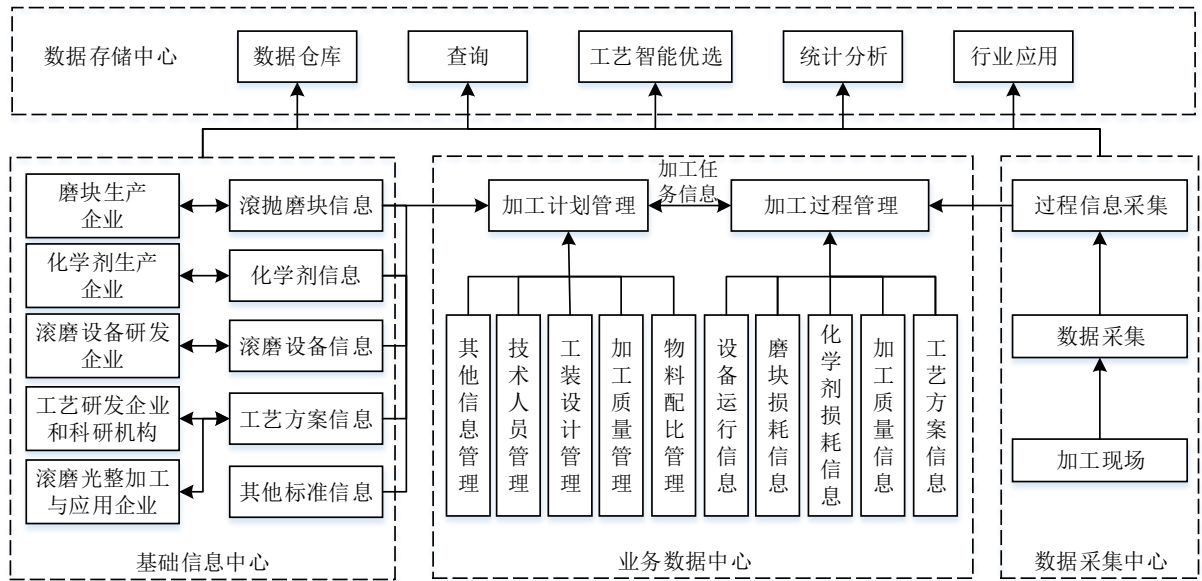 数据存储中心
数据仓库
查询
工艺智能优选
统计分析
行业应用
磨块生产
企业
滚抛磨块信息
化学剂生产
企业
化学剂信息
滚磨设备研发
企业
滚磨设备信息
工艺研发企业
和科研机构
工艺方案信息
滚磨光整加工
与应用企业
其他标准信息
基础信息中心
加工计划管理
加工任
务信息
加工过程管理
其他信息管理
技术人员管理
工装设计管理
加工质量管理
物料配比管理
设备运行信息
磨块损耗信息
化学剂损耗信息
加工质量信息
工艺方案信息
业务数据中心
过程信息采集
数据采集
加工现场
数据采集中心